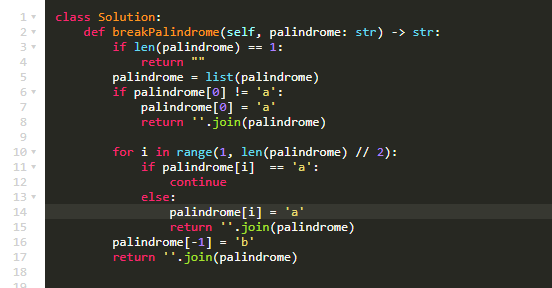 1 class Solution:
2     def breakPalindrome(self, palindrome: str) -> str:
3         if len(palindrome) == 1:
4             return ""
5         palindrome = list(palindrome)
6         if palindrome[0] != 'a':
7             palindrome[0] = 'a'
8             return ''.join(palindrome)
9
10         for i in range(1, len(palindrome) // 2):
11             if palindrome[i]  == 'a':
12                 continue
13             else:
14                 palindrome[i] = 'a'
15                 return ''.join(palindrome)
16         palindrome[-1] = 'b'
17         return ''.join(palindrome)
18
19